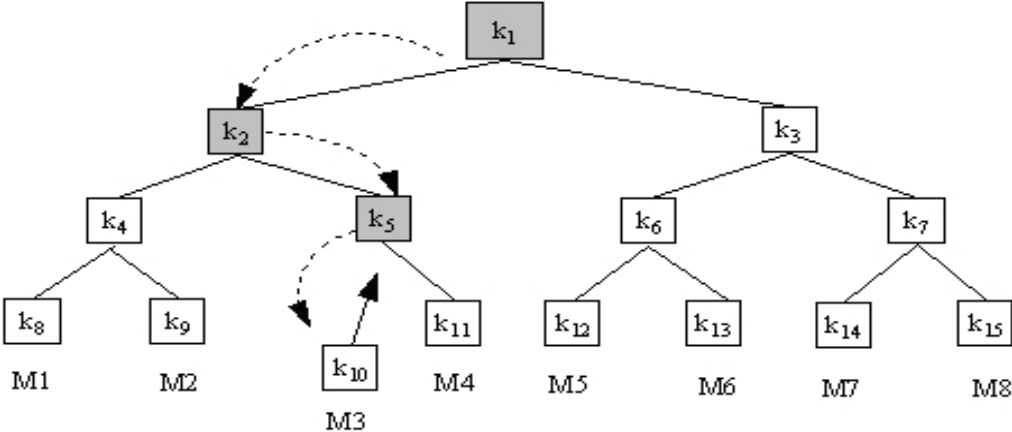 k₁
k₂ k₃
k₄ k₅ k₆ k₇
k₈ k₉ k₁₀ k₁₁ k₁₂ k₁₃ k₁₄ k₁₅
M1 M2 M3 M4 M5 M6 M7 M8